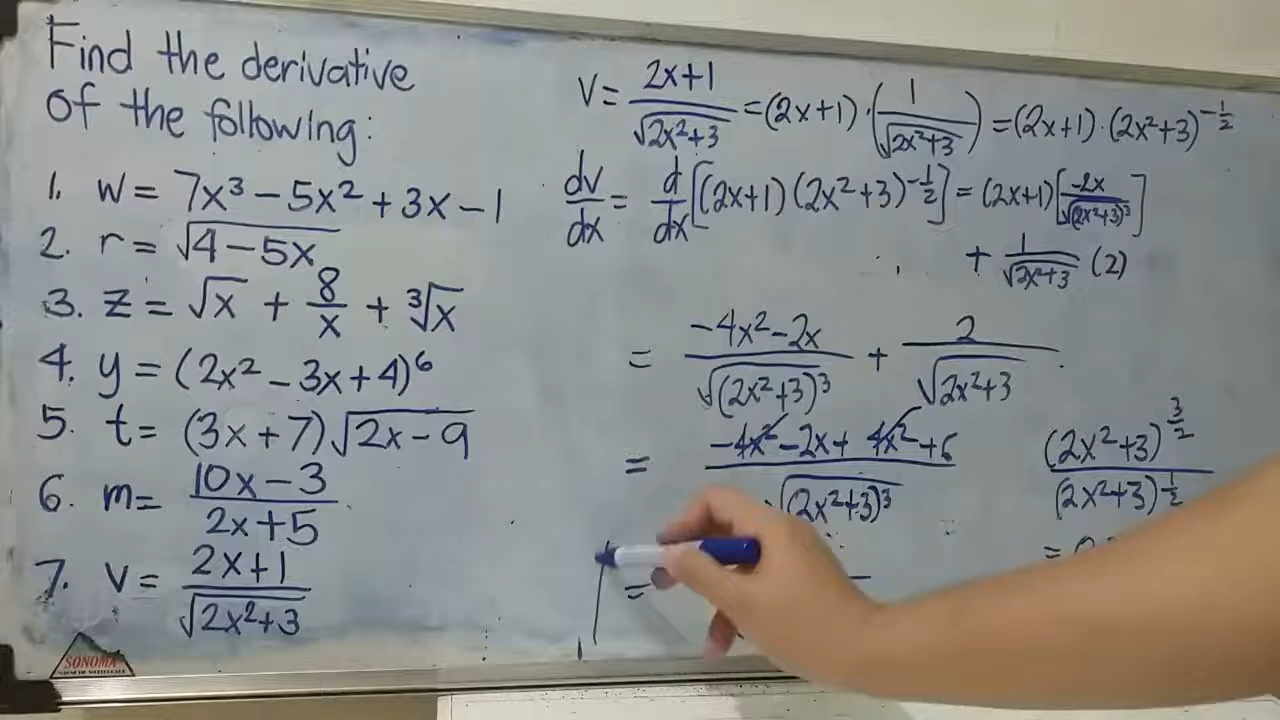 Find the derivative
of the following:
1. w = 7x³ − 5x² + 3x − 1
2. r = √(4 − 5x)
3. z = √x + 8/x + ∛x
4. y = (2x² − 3x + 4)⁶
5. t = (3x + 7)√(2x − 9)
6. m = (10x − 3)/(2x + 5)
7. v = (2x + 1)/√(2x² + 3)
SONOMA
v = (2x+1)/√(2x²+3) = (2x+1)·(1/√(2x²+3)) = (2x+1)·(2x²+3)^(−1/2)
dv/dx = d/dx[(2x+1)(2x²+3)^(−1/2)] = (2x+1)[−2x/√((2x²+3)³)]
+ 1/√(2x²+3) (2)
= (−4x² − 2x)/√((2x²+3)³) + 2/√(2x²+3)
= (−4x² − 2x + 4x² + 6)/√((2x²+3)³)
(2x²+3)^(3/2)/(2x²+3)^(1/2)
=
=